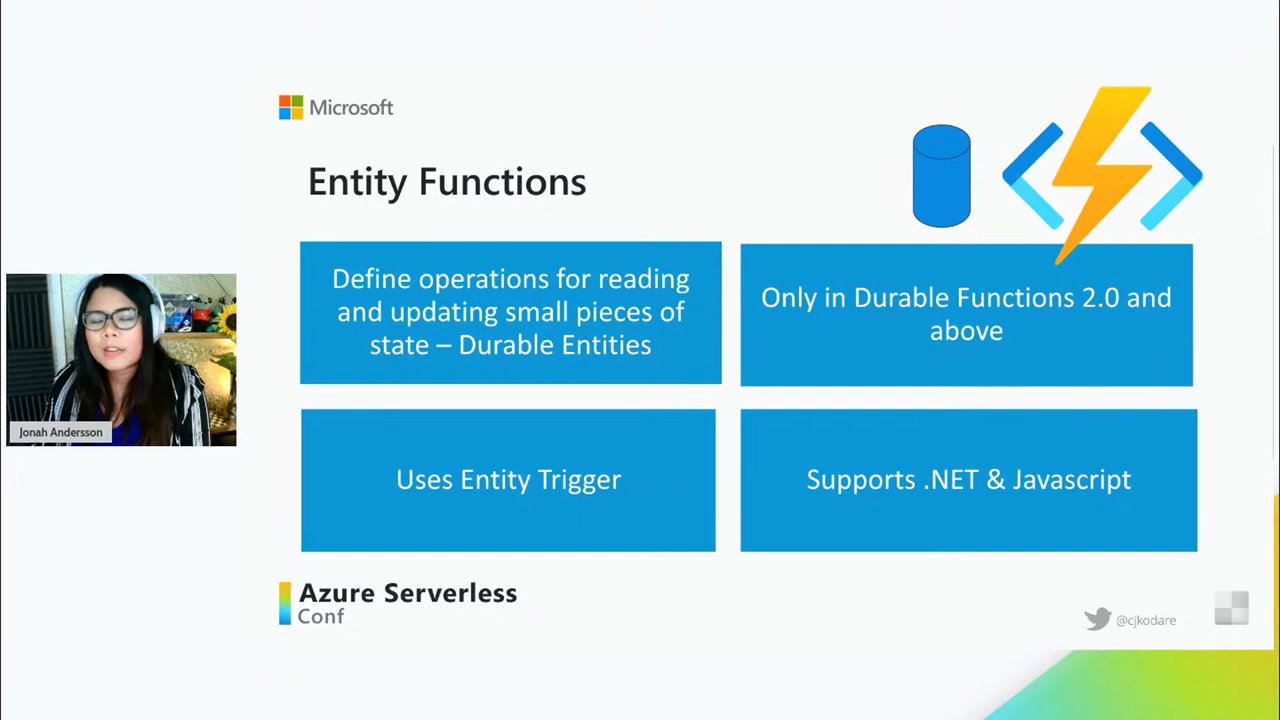 Microsoft
Entity Functions
Define operations for reading
and updating small pieces of
state – Durable Entities
Only in Durable Functions 2.0 and
above
Uses Entity Trigger
Supports .NET & Javascript
Jonah Andersson
Azure Serverless
Conf
@cjkodare